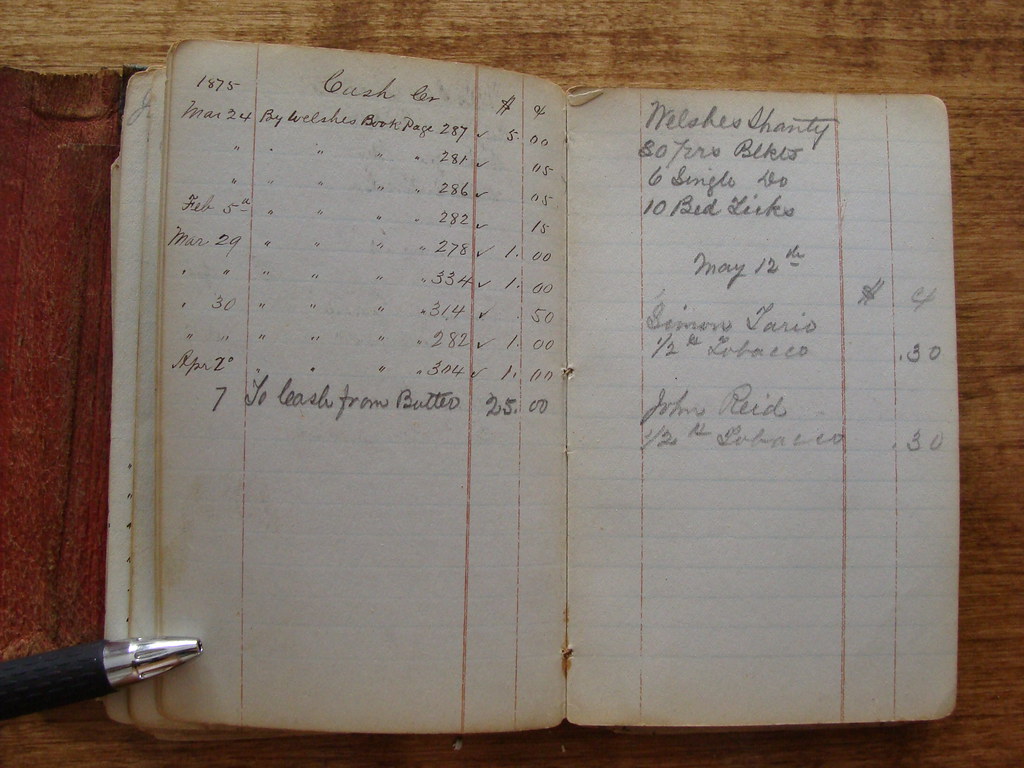 1875 Cash Cr $ ¢
Mar 24 By Welshes Book Page 287 ✓ 5. 00
" " " " " 281 ✓ 05
" " " " 286 ✓ 05
Feb 5th " " " " 282 ✓ 15
Mar 29 " " " " 278 ✓ 1. 00
" " " " " " 334 ✓ 1. 00
" 30 " " " " 314 ✓ .50
" " " " " " 282 ✓ 1. 00
Apr " " " 304 ✓ 1. 00
7 To Cash from Butter 25. 00
Welshes Shanty
30 prs Blkts
6 Single Do
10 Bed Ticks
May 12th
$ ¢
Simon Tario
1/2 lb Tobacco .30
John Reid
1/2 lb Tobacco .30